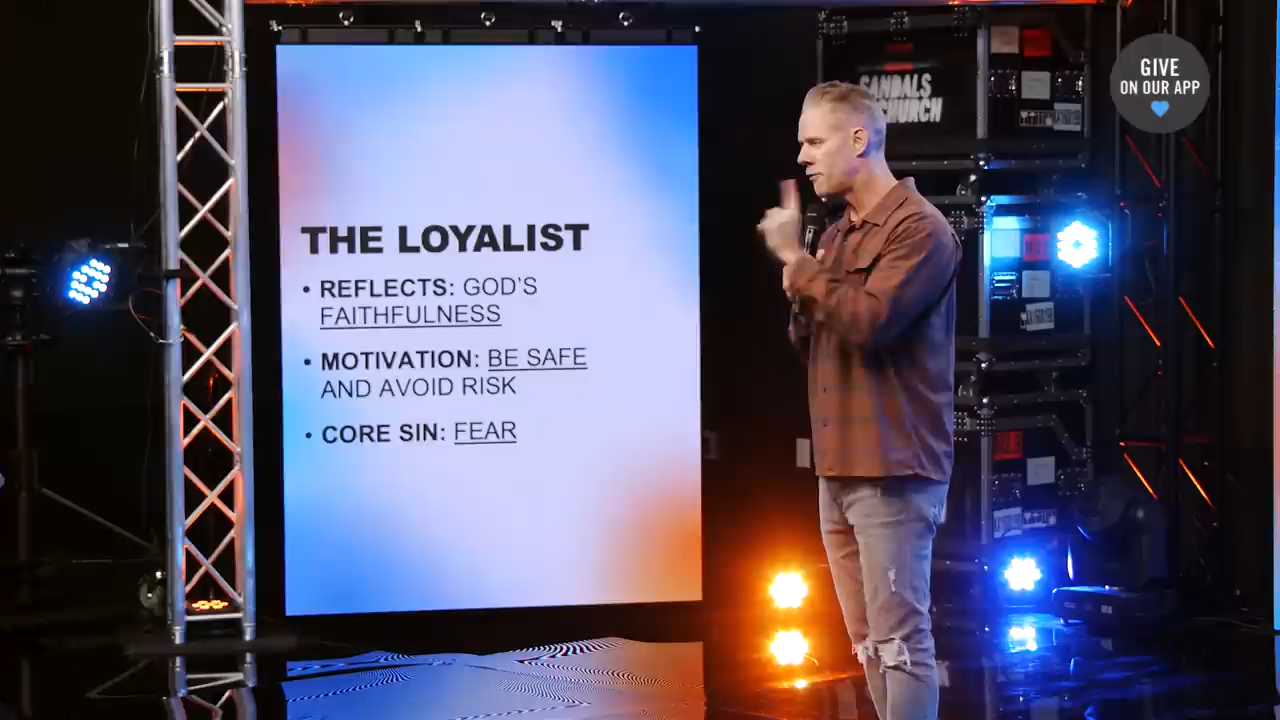 GIVE
ON OUR APP
SANDALS
CHURCH
THE LOYALIST
• REFLECTS: GOD'S
FAITHFULNESS
• MOTIVATION: BE SAFE
AND AVOID RISK
• CORE SIN: FEAR